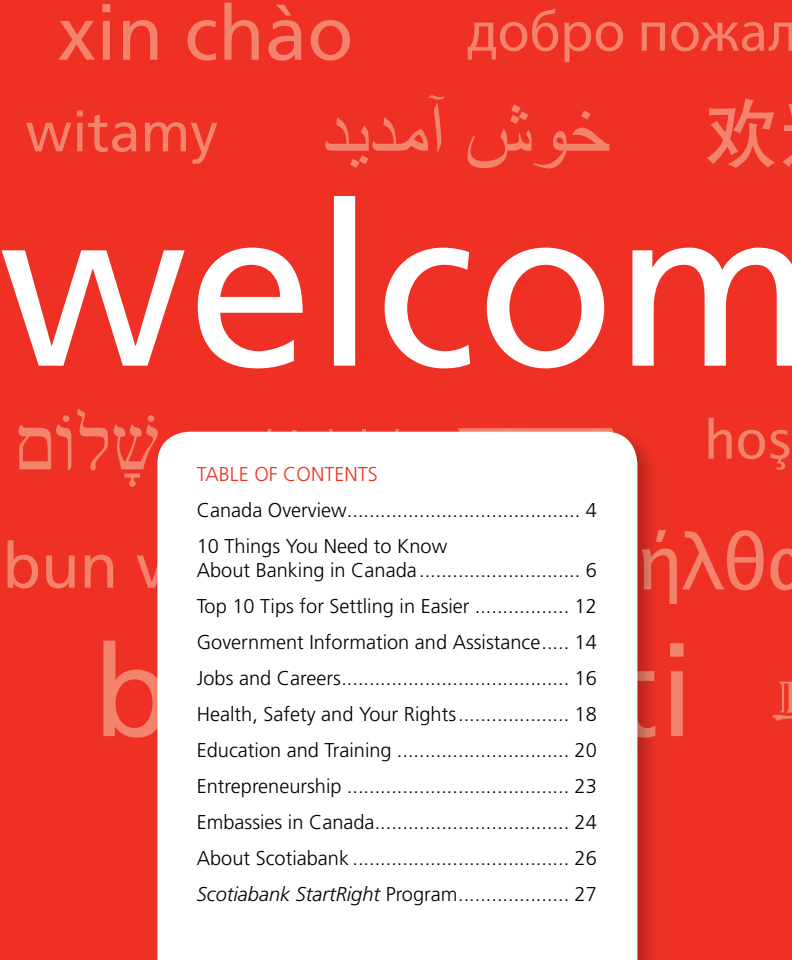 xin chào добро пожал
witamy خوش آمدید 欢
welcom
שָׁלוֹם hoş
TABLE OF CONTENTS
Canada Overview.......................................... 4
10 Things You Need to Know
About Banking in Canada............................. 6
Top 10 Tips for Settling in Easier ................. 12
Government Information and Assistance..... 14
Jobs and Careers......................................... 16
Health, Safety and Your Rights.................... 18
Education and Training ............................... 20
Entrepreneurship ........................................ 23
Embassies in Canada................................... 24
About Scotiabank ....................................... 26
Scotiabank StartRight Program.................... 27
bun ήλθα
b ti